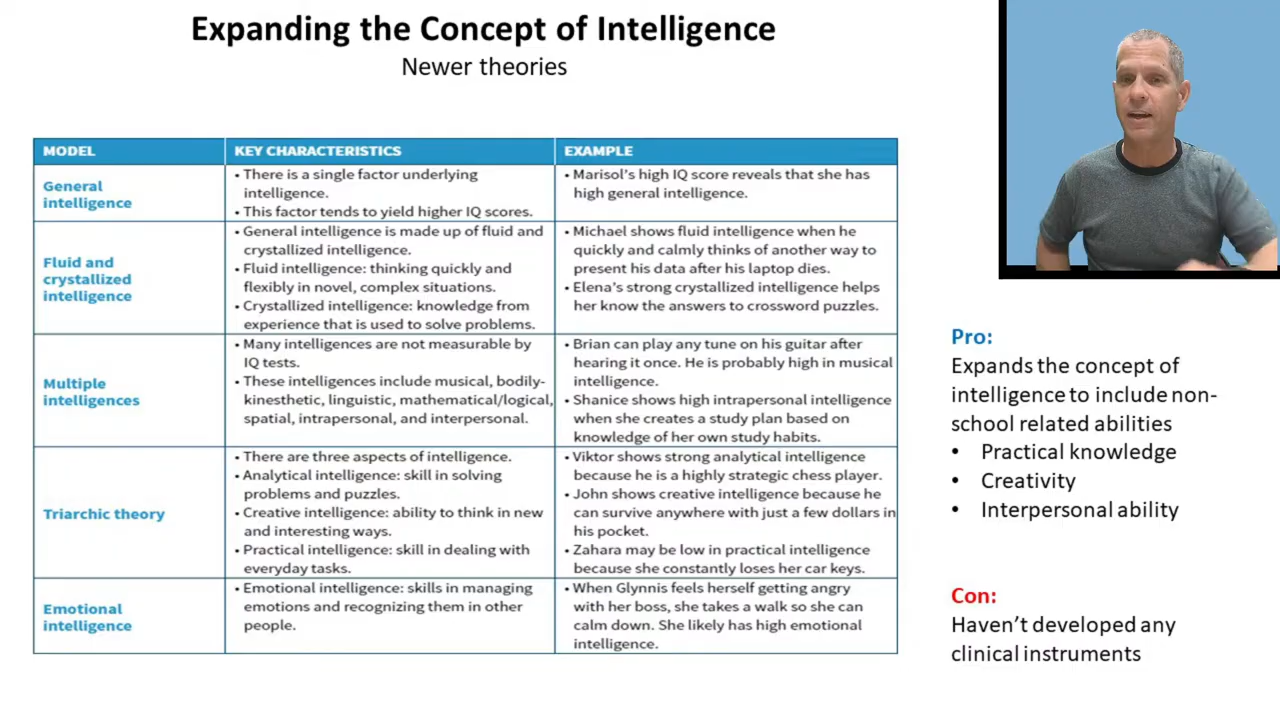 Expanding the Concept of Intelligence
Newer theories
MODEL KEY CHARACTERISTICS EXAMPLE
General
intelligence
• There is a single factor underlying
intelligence.
• This factor tends to yield higher IQ scores.
• Marisol's high IQ score reveals that she has
high general intelligence.
Fluid and
crystallized
intelligence
• General intelligence is made up of fluid and
crystallized intelligence.
• Fluid intelligence: thinking quickly and
flexibly in novel, complex situations.
• Crystallized intelligence: knowledge from
experience that is used to solve problems.
• Michael shows fluid intelligence when he
quickly and calmly thinks of another way to
present his data after his laptop dies.
• Elena's strong crystallized intelligence helps
her know the answers to crossword puzzles.
Multiple
intelligences
• Many intelligences are not measurable by
IQ tests.
• These intelligences include musical, bodily-
kinesthetic, linguistic, mathematical/logical,
spatial, intrapersonal, and interpersonal.
• Brian can play any tune on his guitar after
hearing it once. He is probably high in musical
intelligence.
• Shanice shows high intrapersonal intelligence
when she creates a study plan based on
knowledge of her own study habits.
Triarchic theory
• There are three aspects of intelligence.
• Analytical intelligence: skill in solving
problems and puzzles.
• Creative intelligence: ability to think in new
and interesting ways.
• Practical intelligence: skill in dealing with
everyday tasks.
• Viktor shows strong analytical intelligence
because he is a highly strategic chess player.
• John shows creative intelligence because he
can survive anywhere with just a few dollars in
his pocket.
• Zahara may be low in practical intelligence
because she constantly loses her car keys.
Emotional
intelligence
• Emotional intelligence: skills in managing
emotions and recognizing them in other
people.
• When Glynnis feels herself getting angry
with her boss, she takes a walk so she can
calm down. She likely has high emotional
intelligence.
Pro:
Expands the concept of
intelligence to include non-
school related abilities
• Practical knowledge
• Creativity
• Interpersonal ability
Con:
Haven't developed any
clinical instruments